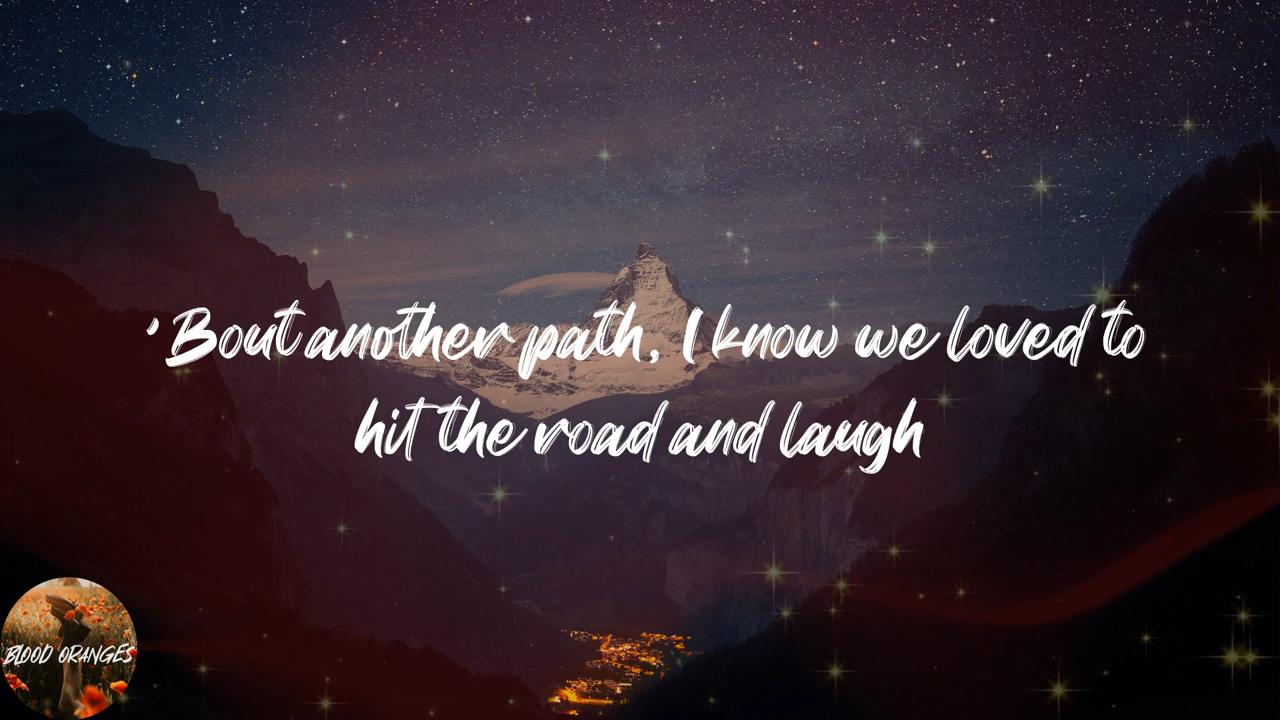 'Bout another path, I know we loved to
hit the road and laugh
BLOOD ORANGES